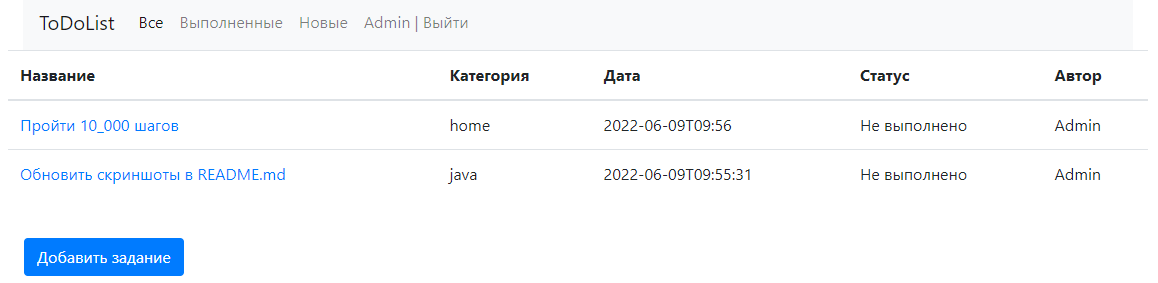 ToDoList Все Выполненные Новые Admin | Выйти
Название Категория Дата Статус Автор
Пройти 10_000 шагов home 2022-06-09T09:56 Не выполнено Admin
Обновить скриншоты в README.md java 2022-06-09T09:55:31 Не выполнено Admin
Добавить задание